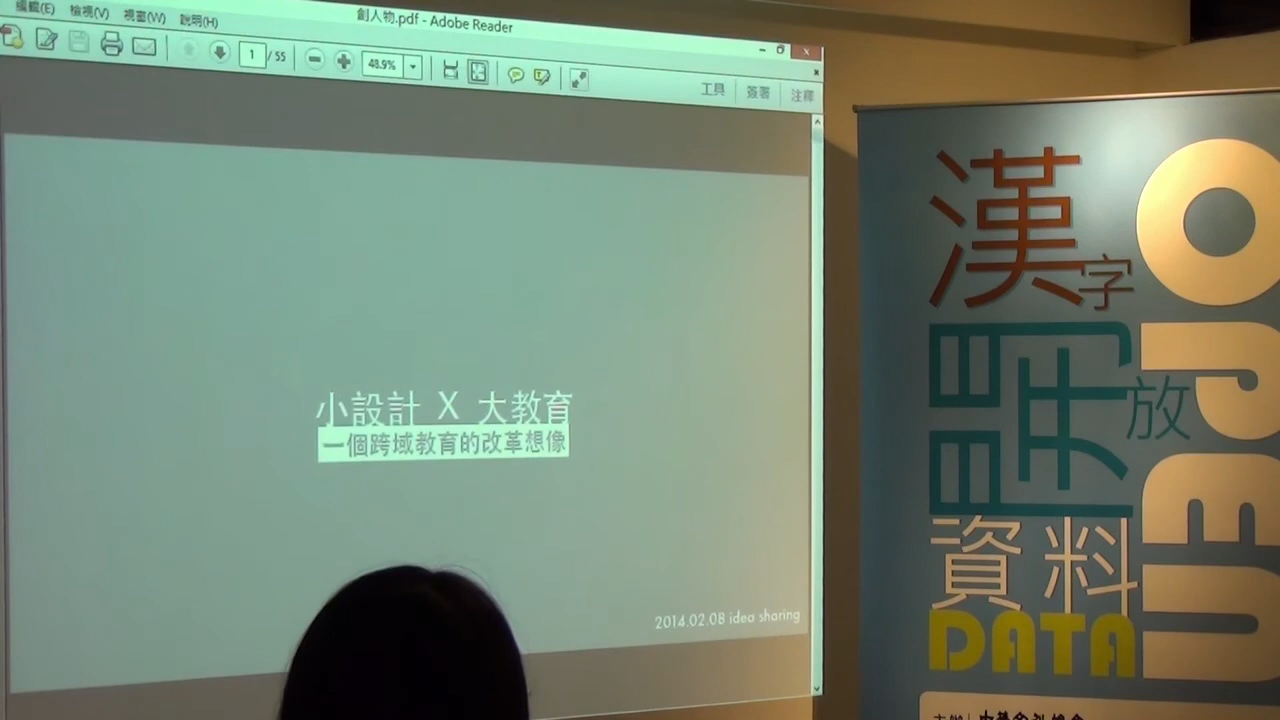 編輯(E) 檢視(V) 視窗(W) 說明(H)
創人物.pdf - Adobe Reader
1 / 55
48.9%
工具 簽署 注釋
小設計 X 大教育
一個跨域教育的改革想像
2014.02.08 idea sharing
漢字
開放
資料
DATA
OPEN